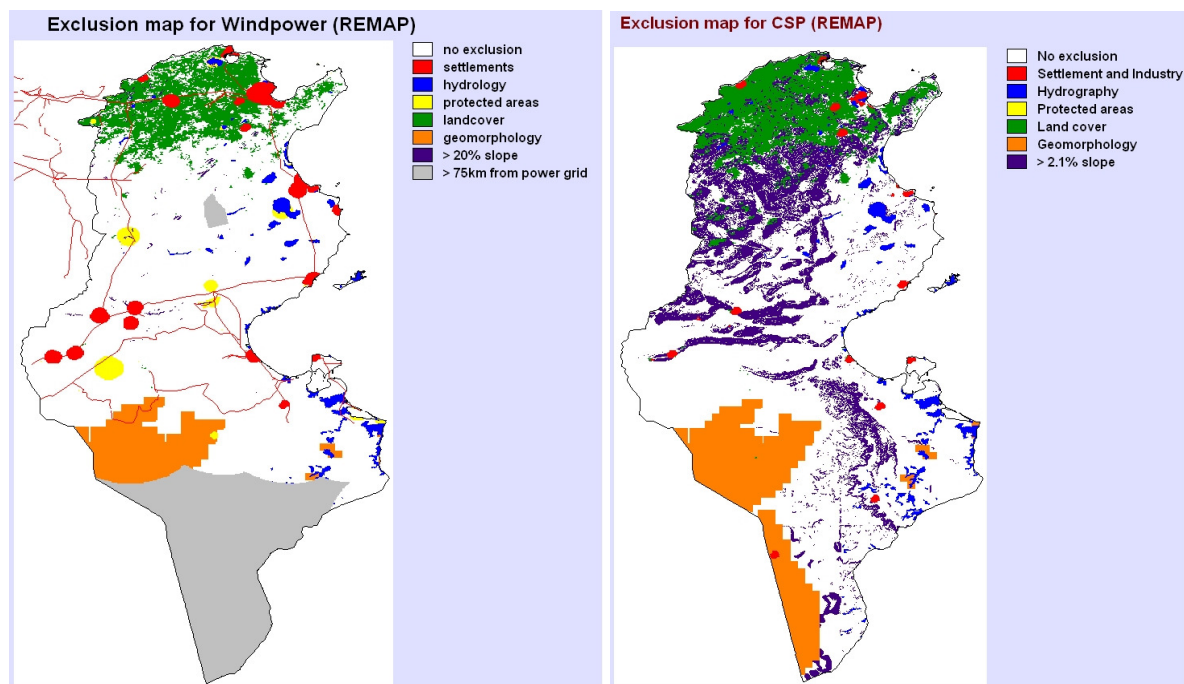 Exclusion map for Windpower (REMAP)
no exclusion
settlements
hydrology
protected areas
landcover
geomorphology
> 20% slope
> 75km from power grid
Exclusion map for CSP (REMAP)
No exclusion
Settlement and Industry
Hydrography
Protected areas
Land cover
Geomorphology
> 2.1% slope